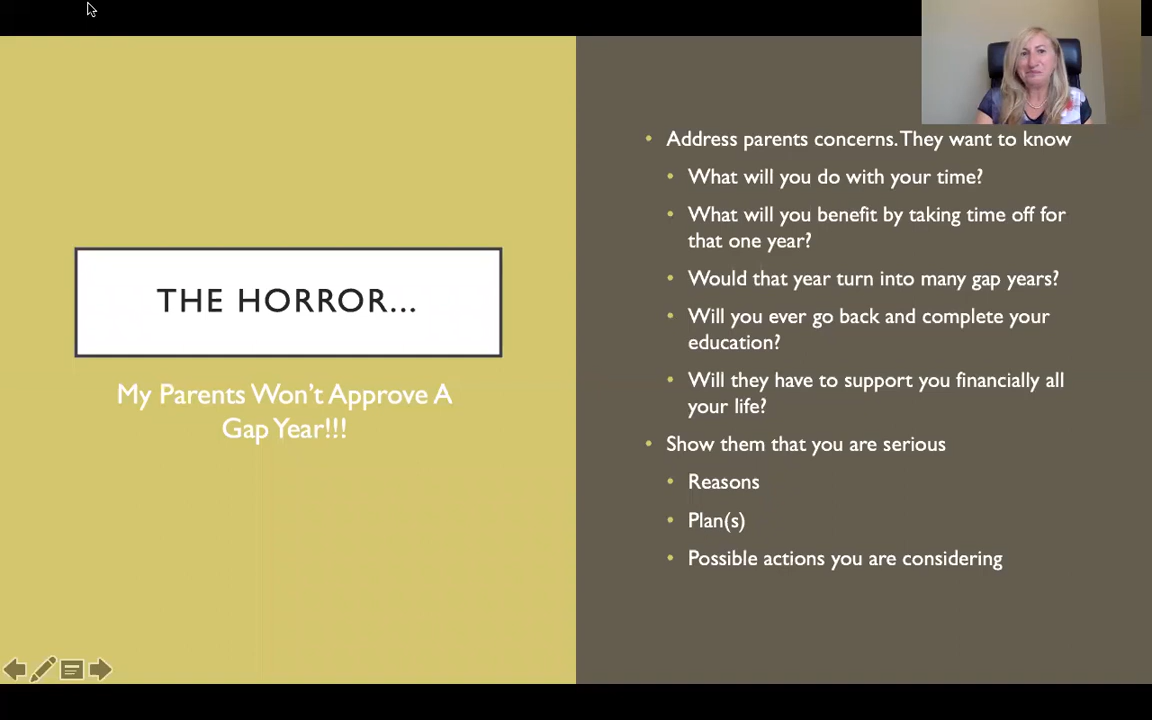 THE HORROR...
My Parents Won't Approve A
Gap Year!!!
• Address parents concerns. They want to know
• What will you do with your time?
• What will you benefit by taking time off for
that one year?
• Would that year turn into many gap years?
• Will you ever go back and complete your
education?
• Will they have to support you financially all
your life?
• Show them that you are serious
• Reasons
• Plan(s)
• Possible actions you are considering